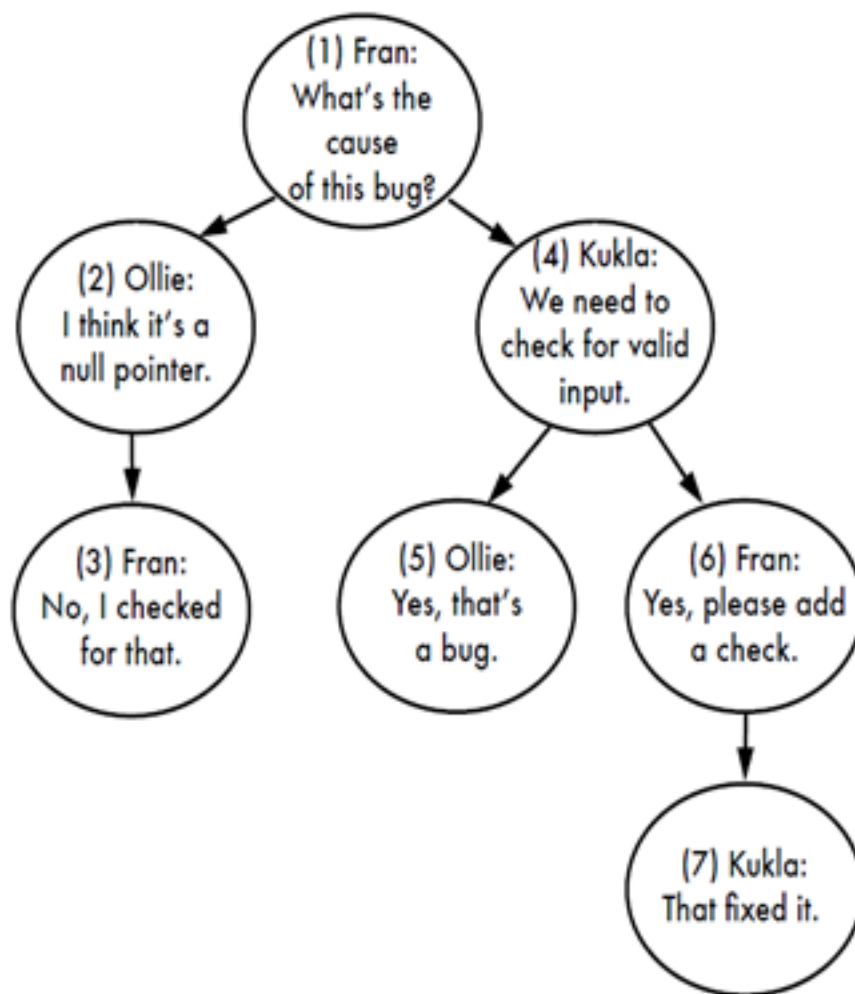 (1) Fran:
What's the
cause
of this bug?
(2) Ollie:
I think it's a
null pointer.
(4) Kukla:
We need to
check for valid
input.
(3) Fran:
No, I checked
for that.
(5) Ollie:
Yes, that's
a bug.
(6) Fran:
Yes, please add
a check.
(7) Kukla:
That fixed it.